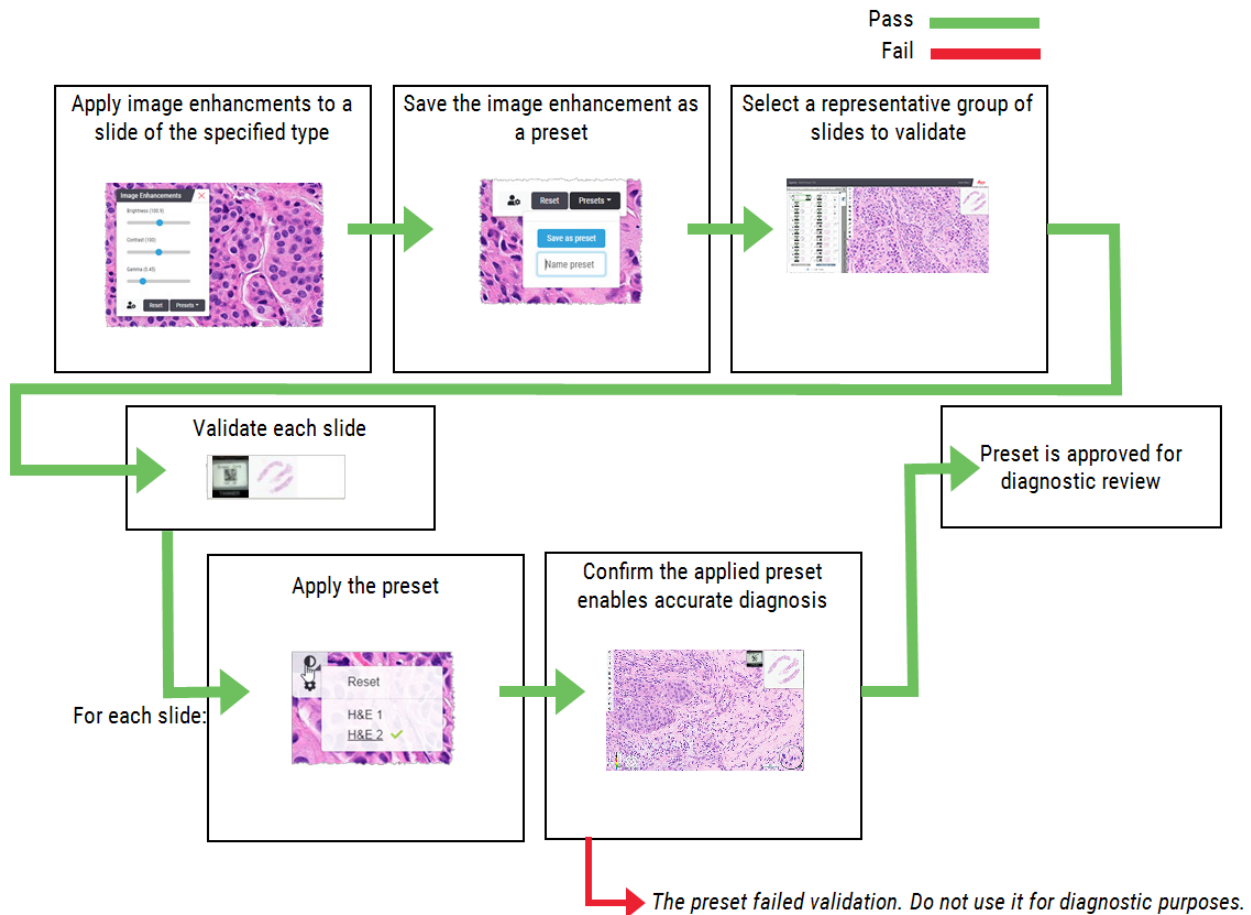 Pass
Fail
Apply image enhancments to a
slide of the specified type
Image Enhancements
Brightness (100.9)
Contrast (100)
Gamma (0.45)
Reset
Presets
Save the image enhancement as
a preset
Reset
Presets
Save as preset
Name preset
Select a representative group of
slides to validate
Validate each slide
Preset is approved for
diagnostic review
For each slide:
Apply the preset
Reset
H&E 1
H&E 2
Confirm the applied preset
enables accurate diagnosis
The preset failed validation. Do not use it for diagnostic purposes.